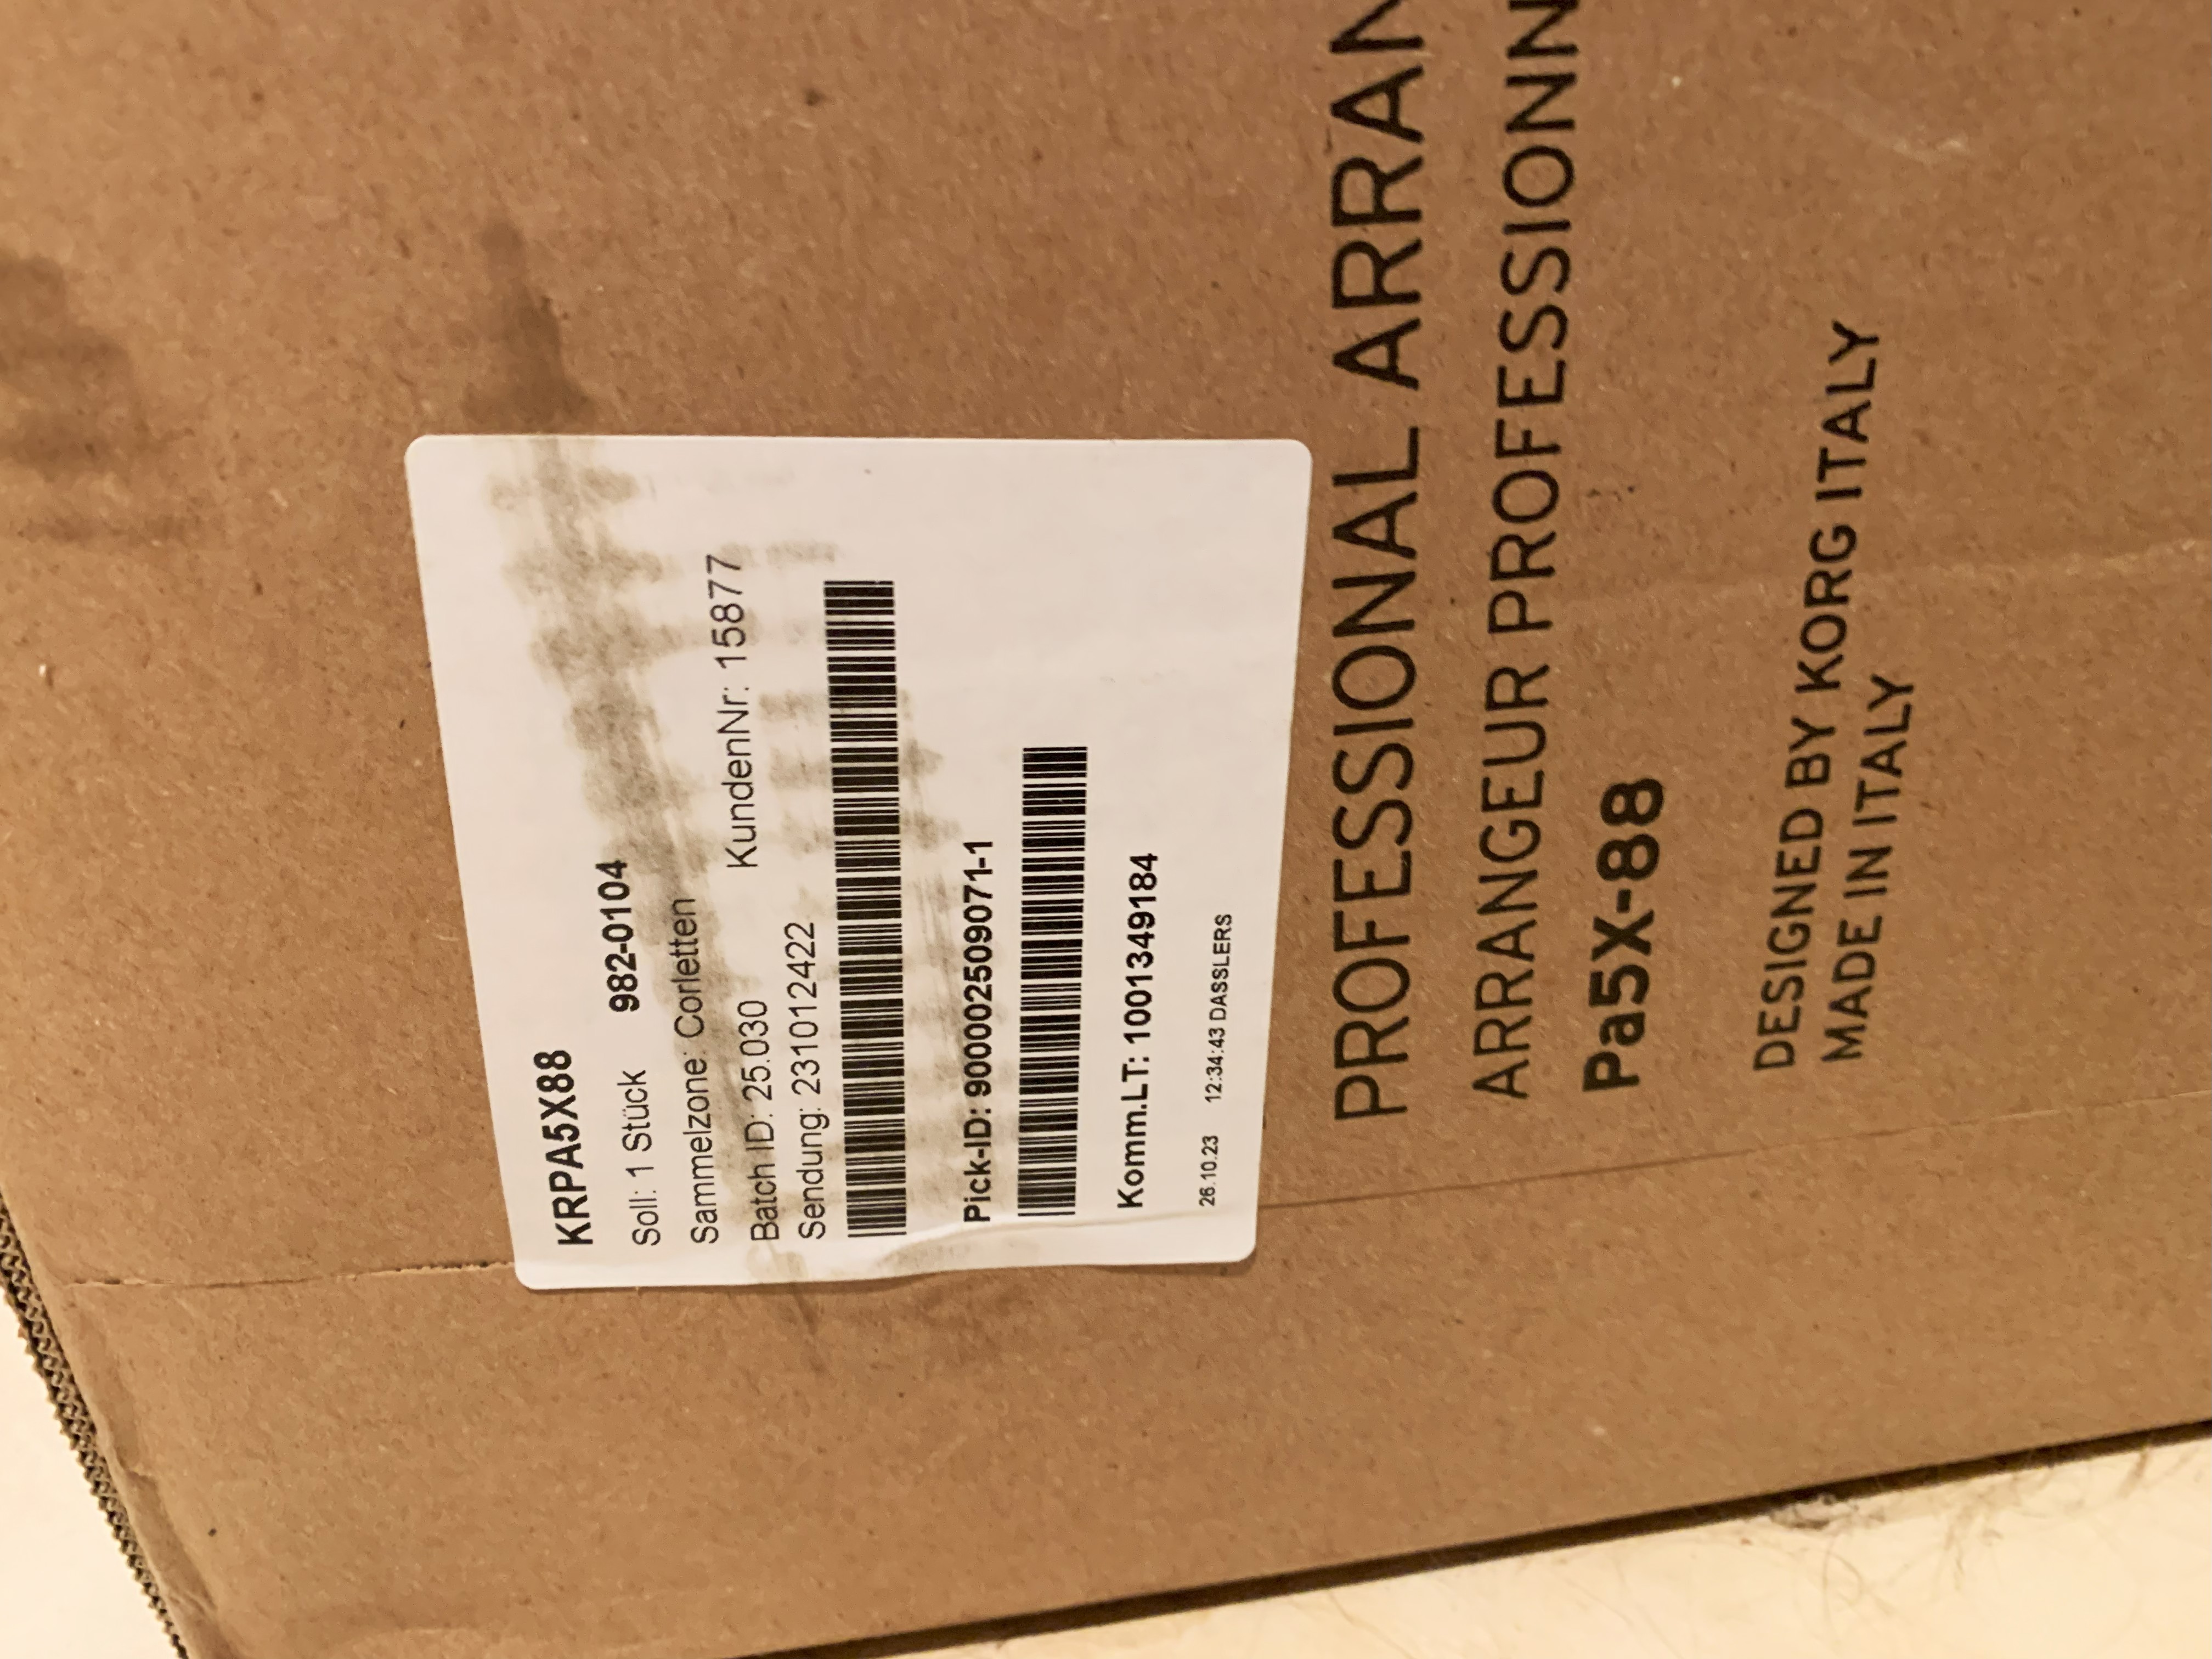 KRPA5X88
Soll: 1 Stück 982-0104
Sammelzone: Corletten
Batch ID: 25.030 KundenNr: 15877
Sendung: 231012422
Pick-ID: 900002509071-1
Komm.LT: 1001349184
26.10.23 12:34:43 DASSLERS
PROFESSIONAL ARRAN
ARRANGEUR PROFESSIONN
Pa5X-88
DESIGNED BY KORG ITALY
MADE IN ITALY